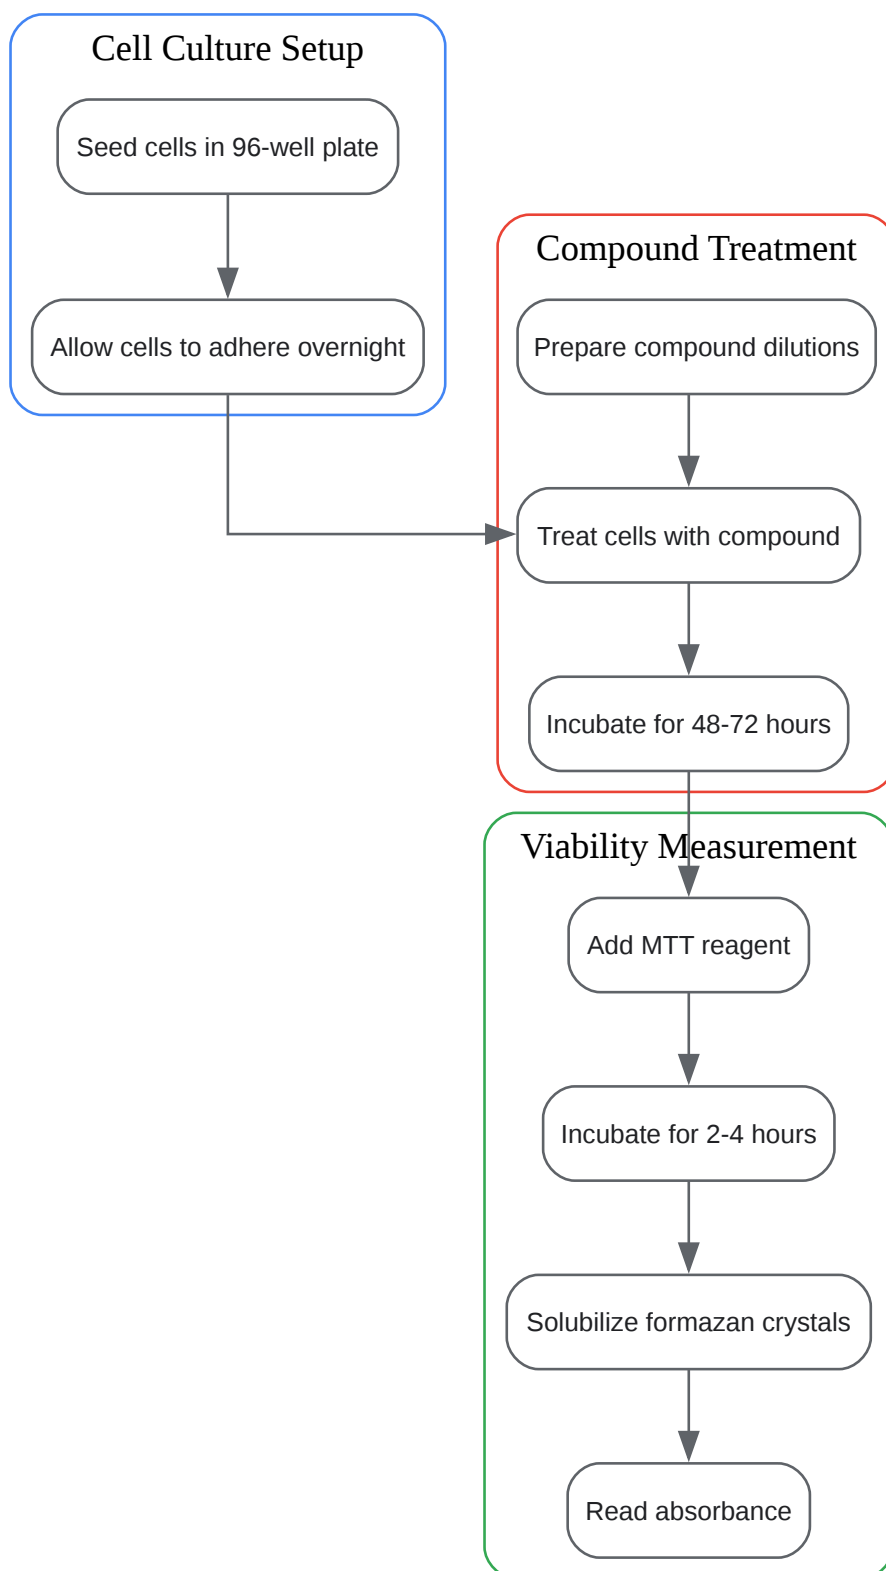 Cell Culture Setup
Seed cells in 96-well plate
Allow cells to adhere overnight
Compound Treatment
Prepare compound dilutions
Treat cells with compound
Incubate for 48-72 hours
Viability Measurement
Add MTT reagent
Incubate for 2-4 hours
Solubilize formazan crystals
Read absorbance